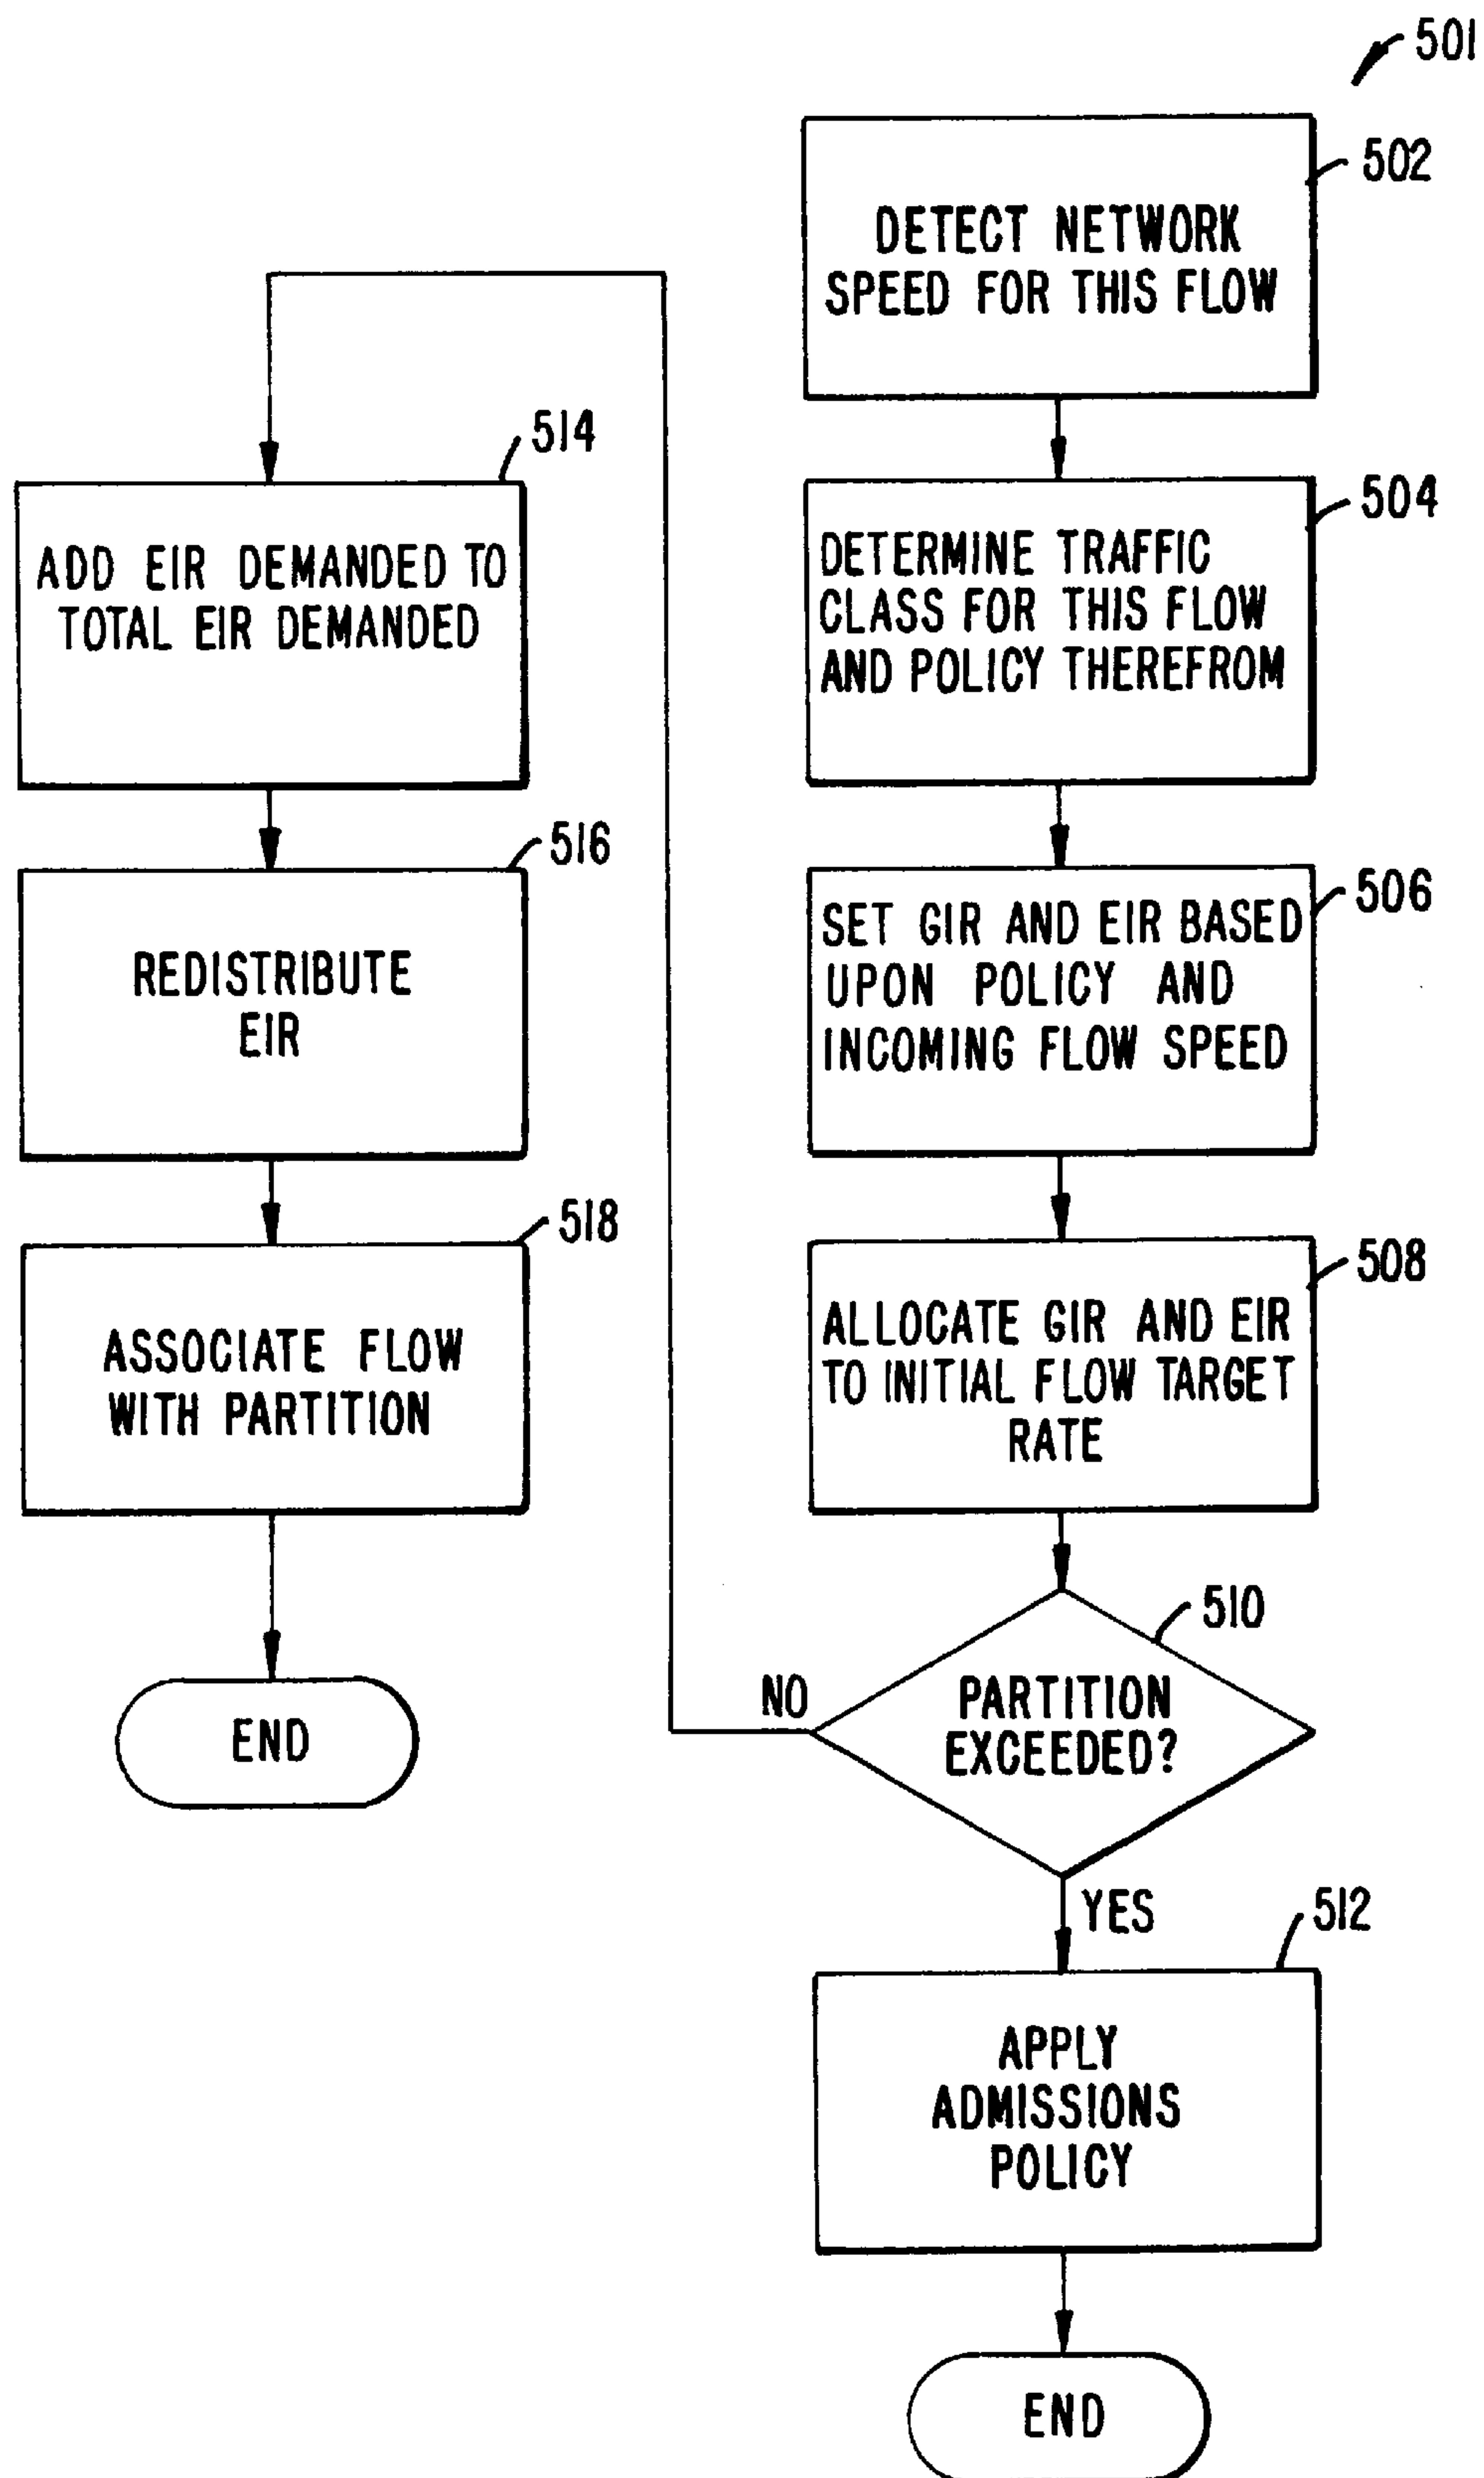 501
502
DETECT NETWORK
SPEED FOR THIS FLOW
504
DETERMINE TRAFFIC
CLASS FOR THIS FLOW
AND POLICY THEREFROM
506
SET GIR AND EIR BASED
UPON POLICY AND
INCOMING FLOW SPEED
508
ALLOCATE GIR AND EIR
TO INITIAL FLOW TARGET
RATE
510
PARTITION
EXCEEDED?
NO
YES
512
APPLY
ADMISSIONS
POLICY
END
514
ADD EIR DEMANDED TO
TOTAL EIR DEMANDED
516
REDISTRIBUTE
EIR
518
ASSOCIATE FLOW
WITH PARTITION
END